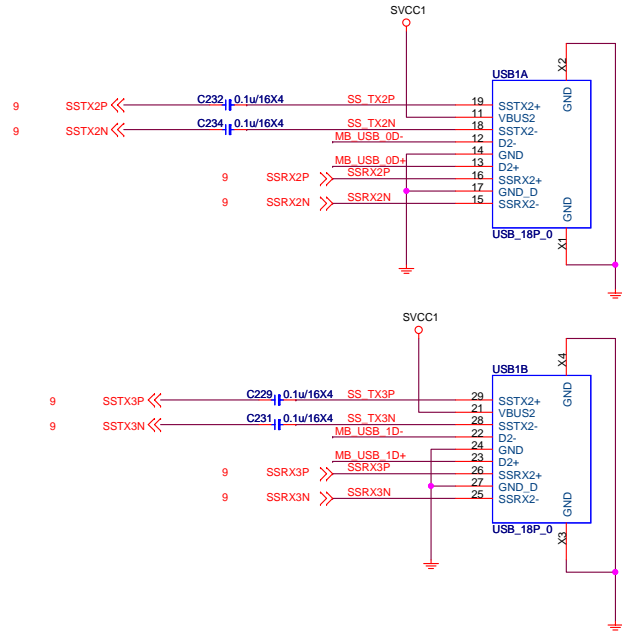 SVCC1
USB1A
X2
GND
9 SSTX2P C232 0.1u/16X4 SS_TX2P 19 SSTX2+
11 VBUS2
9 SSTX2N C234 0.1u/16X4 SS_TX2N 18 SSTX2-
MB_USB_0D- 12 D2-
14 GND
MB_USB_0D+ 13 D2+
9 SSRX2P SSRX2P 16 SSRX2+
17 GND_D
9 SSRX2N SSRX2N 15 SSRX2-
GND
USB_18P_0
X1
SVCC1
USB1B
X4
GND
9 SSTX3P C229 0.1u/16X4 SS_TX3P 29 SSTX2+
21 VBUS2
9 SSTX3N C231 0.1u/16X4 SS_TX3N 28 SSTX2-
MB_USB_1D- 22 D2-
24 GND
MB_USB_1D+ 23 D2+
9 SSRX3P SSRX3P 26 SSRX2+
27 GND_D
9 SSRX3N SSRX3N 25 SSRX2-
GND
USB_18P_0
X3